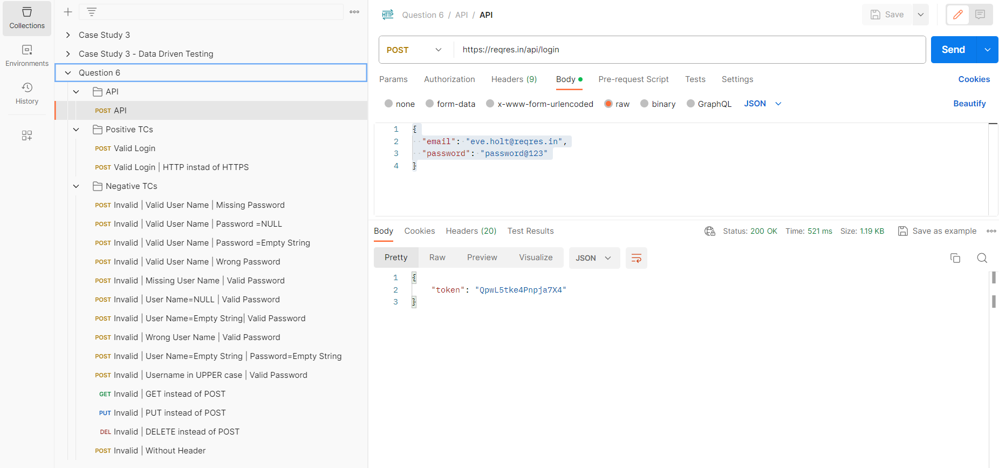 Collections
Environments
History
Case Study 3
Case Study 3 - Data Driven Testing
Question 6
API
POST API
Positive TCs
POST Valid Login
POST Valid Login | HTTP instad of HTTPS
Negative TCs
POST Invalid | Valid User Name | Missing Password
POST Invalid | Valid User Name | Password =NULL
POST Invalid | Valid User Name | Password =Empty String
POST Invalid | Valid User Name | Wrong Password
POST Invalid | Missing User Name | Valid Password
POST Invalid | User Name=NULL | Valid Password
POST Invalid | User Name=Empty String| Valid Password
POST Invalid | Wrong User Name | Valid Password
POST Invalid | User Name=Empty String | Password=Empty String
POST Invalid | Username in UPPER case | Valid Password
GET Invalid | GET instead of POST
PUT Invalid | PUT instead of POST
DEL Invalid | DELETE instead of POST
POST Invalid | Without Header
HTTP Question 6 / API / API
Save
POST https://reqres.in/api/login
Send
Params Authorization Headers (9) Body Pre-request Script Tests Settings Cookies
none form-data x-www-form-urlencoded raw binary GraphQL JSON Beautify
1 {
2 "email": "eve.holt@reqres.in",
3 "password": "password@123"
4 }
Body Cookies Headers (20) Test Results Status: 200 OK Time: 521 ms Size: 1.19 KB Save as example
Pretty Raw Preview Visualize JSON
1 {
2 "token": "QpwL5tke4Pnpja7X4"
3 }